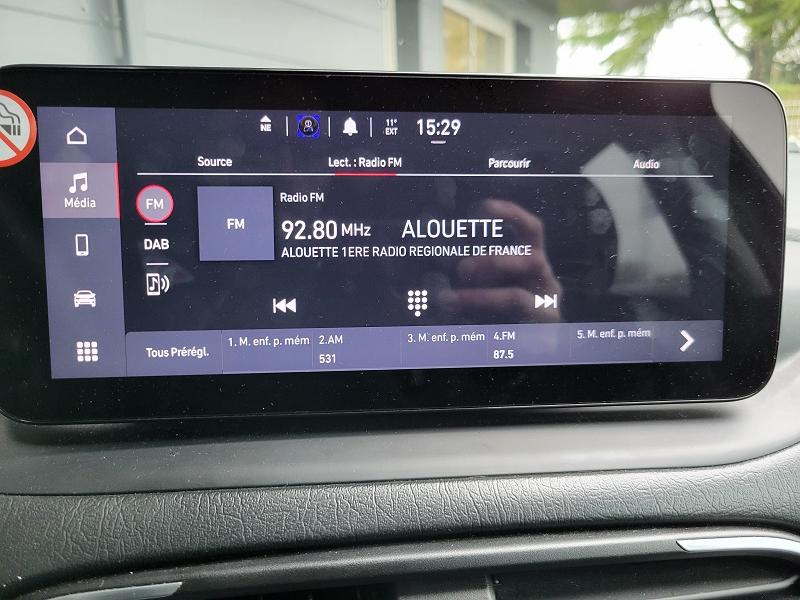 NE
11°
EXT
15:29
Source Lect. : Radio FM Parcourir Audio
Média
FM
DAB
FM
Radio FM
92.80 MHz ALOUETTE
ALOUETTE 1ERE RADIO REGIONALE DE FRANCE
Tous Prérégl.
1. M. enf. p. mém
2.AM
531
3. M. enf. p. mém
4.FM
87.5
5. M. enf. p. mém